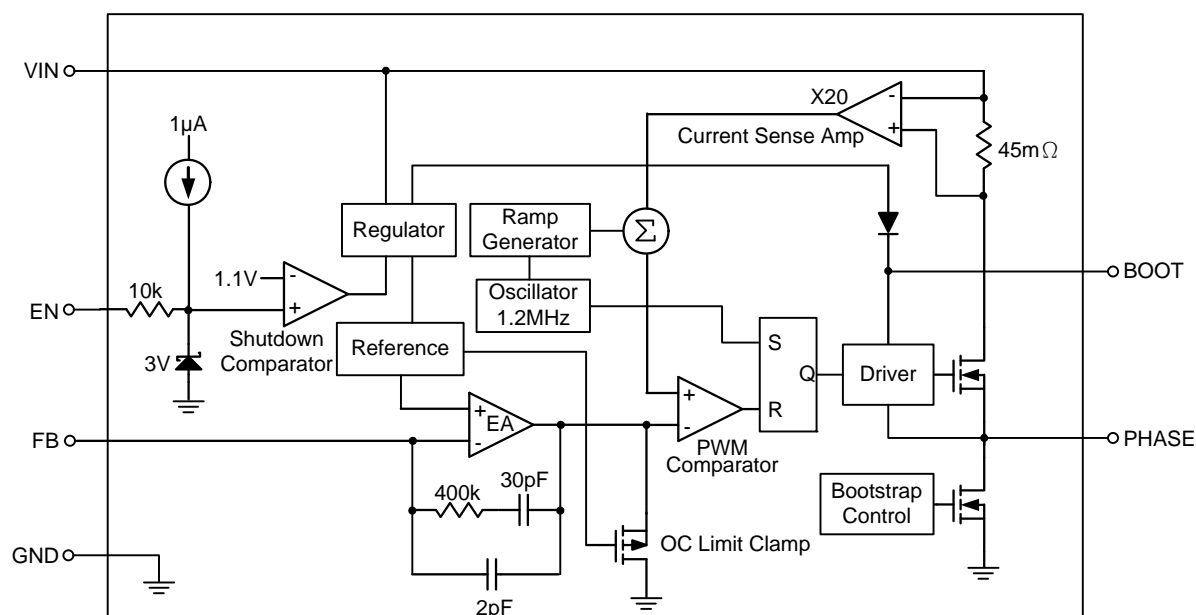 VIN
X20
-
+
Current Sense Amp
45mΩ
1µA
Regulator
Ramp
Generator
Σ
1.1V
-
+
Shutdown
Comparator
EN
10k
3V
Oscillator
1.2MHz
BOOT
Reference
S
Q
R
Driver
+
-
EA
+
-
PWM
Comparator
FB
PHASE
400k
30pF
2pF
OC Limit Clamp
Bootstrap
Control
GND